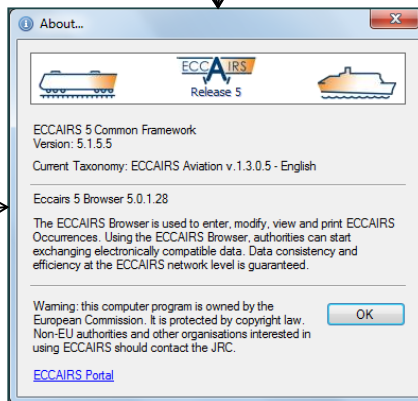 About...
ECCAIRS
Release 5
ECCAIRS 5 Common Framework
Version: 5.1.5.5
Current Taxonomy: ECCAIRS Aviation v.1.3.0.5 - English
Eccairs 5 Browser 5.0.1.28
The ECCAIRS Browser is used to enter, modify, view and print ECCAIRS
Occurrences. Using the ECCAIRS Browser, authorities can start
exchanging electronically compatible data. Data consistency and
efficiency at the ECCAIRS network level is guaranteed.
Warning: this computer program is owned by the
European Commission. It is protected by copyright law.
Non-EU authorities and other organisations interested in
using ECCAIRS should contact the JRC.
OK
ECCAIRS Portal